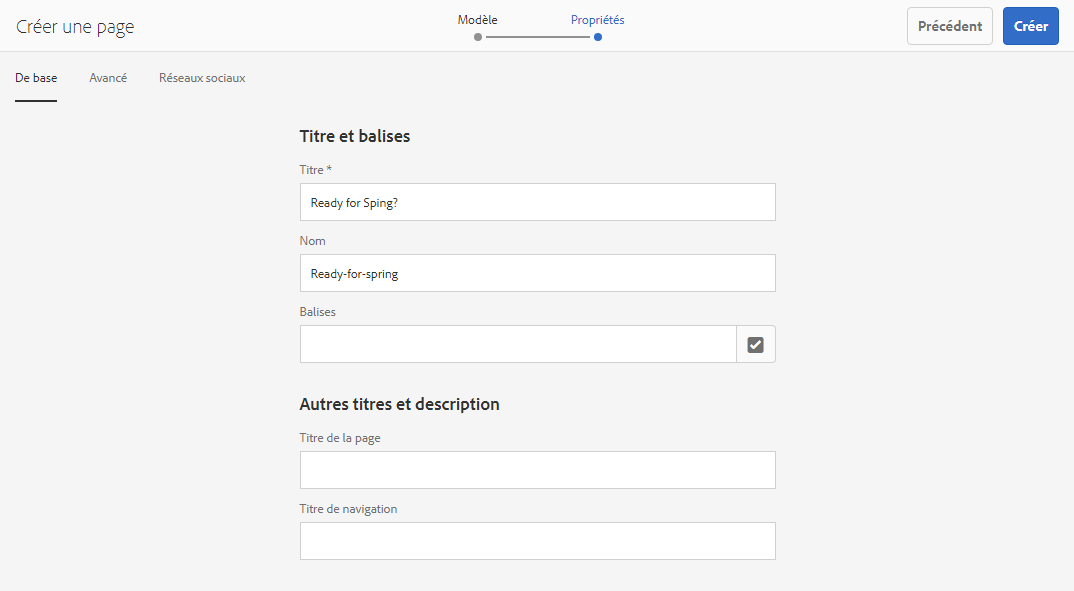 Créer une page
Modèle
Propriétés
Précédent
Créer
De base
Avancé
Réseaux sociaux
Titre et balises
Titre *
Ready for Sping?
Nom
Ready-for-spring
Balises
Autres titres et description
Titre de la page
Titre de navigation